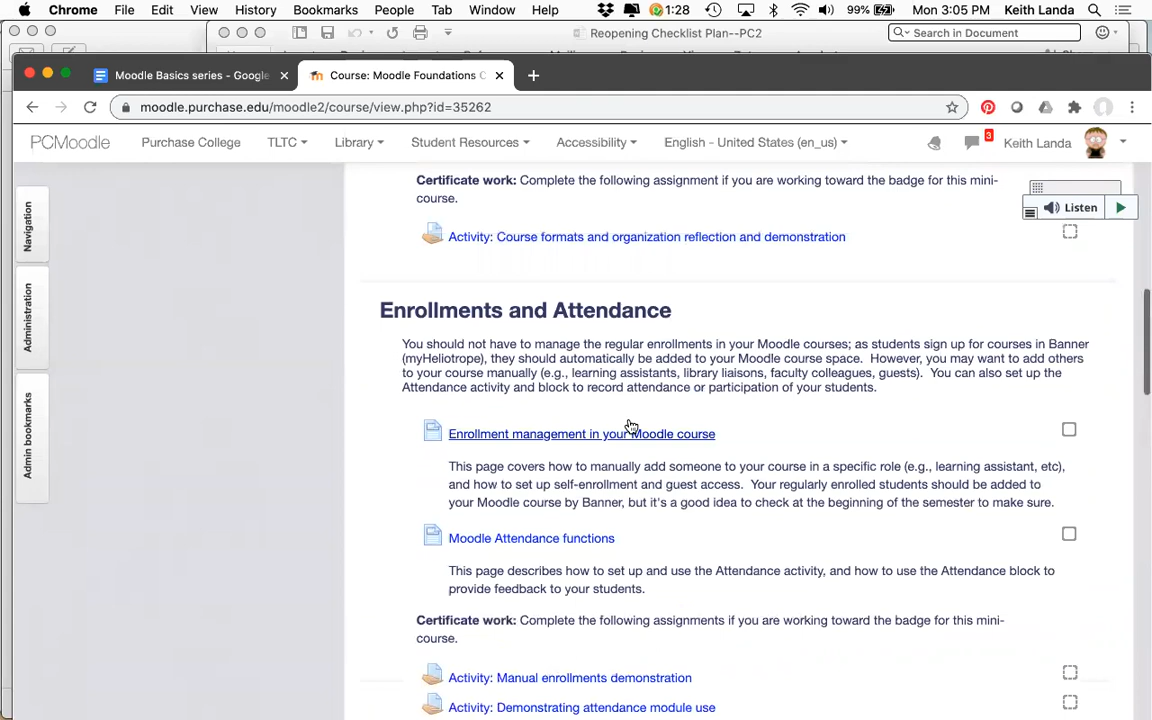 Chrome File Edit View History Bookmarks People Tab Window Help 1:28 99% Mon 3:05 PM Keith Landa
Reopening Checklist Plan--PC2 Search in Document
Moodle Basics series - Google Course: Moodle Foundations C
moodle.purchase.edu/moodle2/course/view.php?id=35262
PCMoodle Purchase College TLTC Library Student Resources Accessibility English - United States (en_us) 3 Keith Landa
Navigation
Administration
Admin bookmarks
Listen
Certificate work: Complete the following assignment if you are working toward the badge for this mini-
course.
Activity: Course formats and organization reflection and demonstration
Enrollments and Attendance
You should not have to manage the regular enrollments in your Moodle courses; as students sign up for courses in Banner
(myHeliotrope), they should automatically be added to your Moodle course space. However, you may want to add others
to your course manually (e.g., learning assistants, library liaisons, faculty colleagues, guests). You can also set up the
Attendance activity and block to record attendance or participation of your students.
Enrollment management in your Moodle course
This page covers how to manually add someone to your course in a specific role (e.g., learning assistant, etc),
and how to set up self-enrollment and guest access. Your regularly enrolled students should be added to
your Moodle course by Banner, but it's a good idea to check at the beginning of the semester to make sure.
Moodle Attendance functions
This page describes how to set up and use the Attendance activity, and how to use the Attendance block to
provide feedback to your students.
Certificate work: Complete the following assignments if you are working toward the badge for this mini-
course.
Activity: Manual enrollments demonstration
Activity: Demonstrating attendance module use